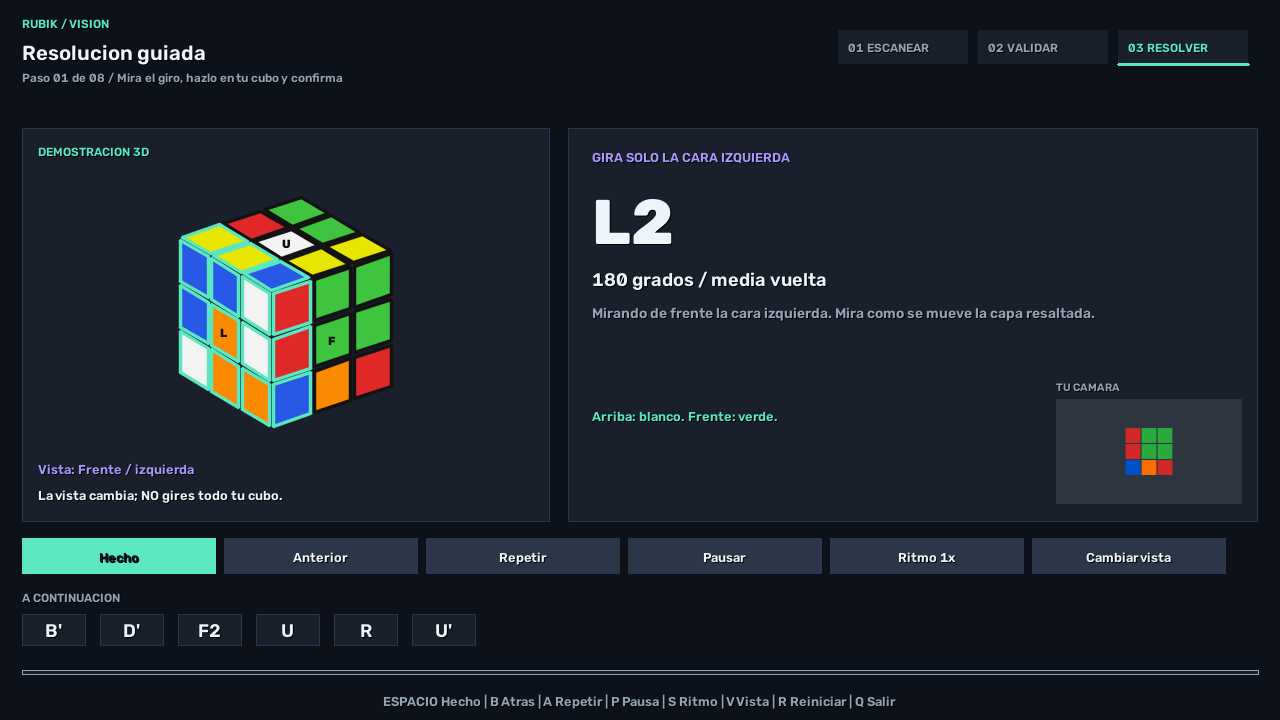 RUBIK / VISION
Resolucion guiada
Paso 01 de 08 / Mira el giro, hazlo en tu cubo y confirma
01 ESCANEAR
02 VALIDAR
03 RESOLVER
DEMOSTRACION 3D
U
L
F
Vista: Frente / izquierda
La vista cambia; NO gires todo tu cubo.
GIRA SOLO LA CARA IZQUIERDA
L2
180 grados / media vuelta
Mirando de frente la cara izquierda. Mira como se mueve la capa resaltada.
Arriba: blanco. Frente: verde.
TU CAMARA
Hecho
Anterior
Repetir
Pausar
Ritmo 1x
Cambiar vista
A CONTINUACION
B'
D'
F2
U
R
U'
ESPACIO Hecho | B Atras | A Repetir | P Pausa | S Ritmo | V Vista | R Reiniciar | Q Salir